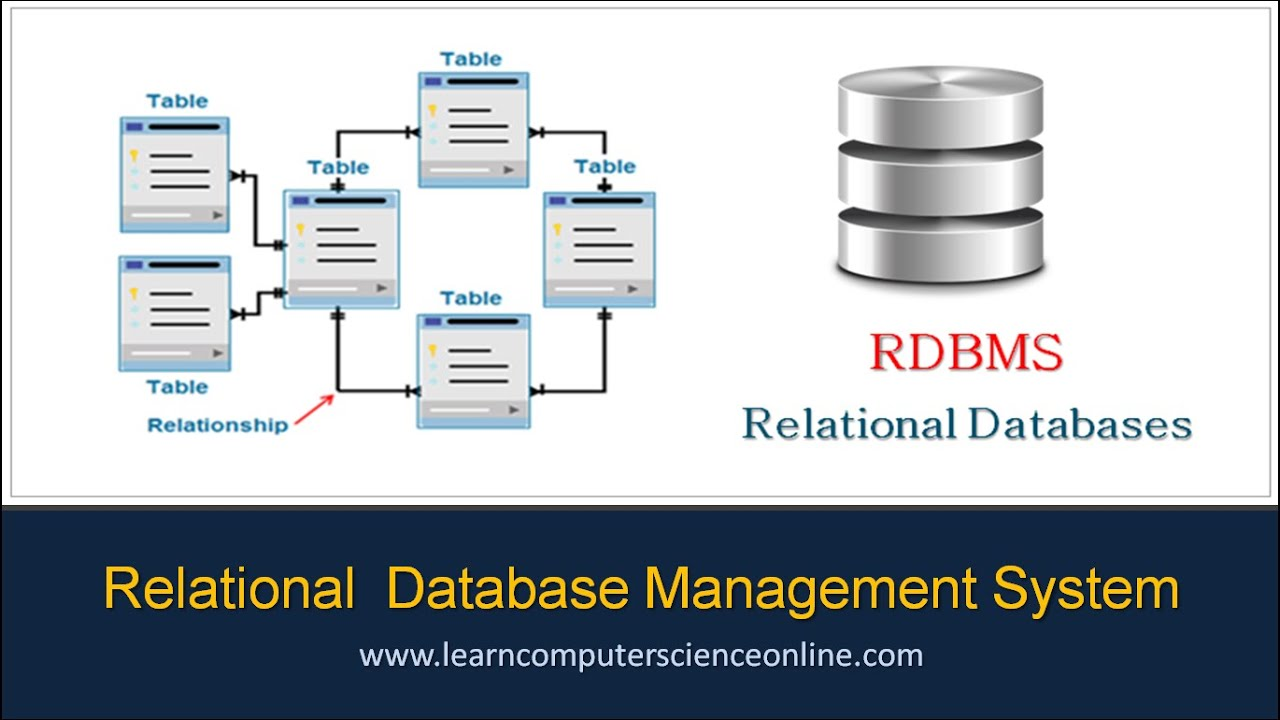 Table
Table
Table
Table
Table
Table
Relationship
RDBMS
Relational Databases
Relational Database Management System
www.learncomputerscienceonline.com